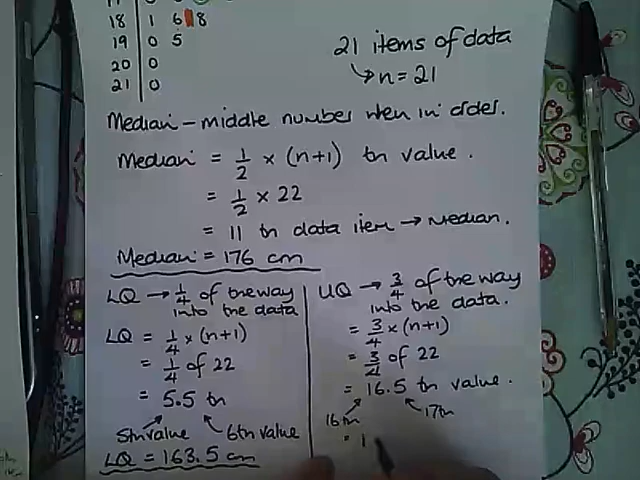 18 | 1 6 8
19 | 0 5
20 | 0
21 | 0
21 items of data
↳ n = 21
Median - middle number when in order.
Median = 1/2 × (n+1) th value.
= 1/2 × 22
= 11 th data item → Median.
Median = 176 cm
LQ → 1/4 of the way
into the data
LQ = 1/4 × (n+1)
= 1/4 of 22
= 5.5 th
5th value 6th value
LQ = 163.5 cm
UQ → 3/4 of the way
into the data.
= 3/4 × (n+1)
= 3/4 of 22
= 16.5 th value.
16th 17th
= 1